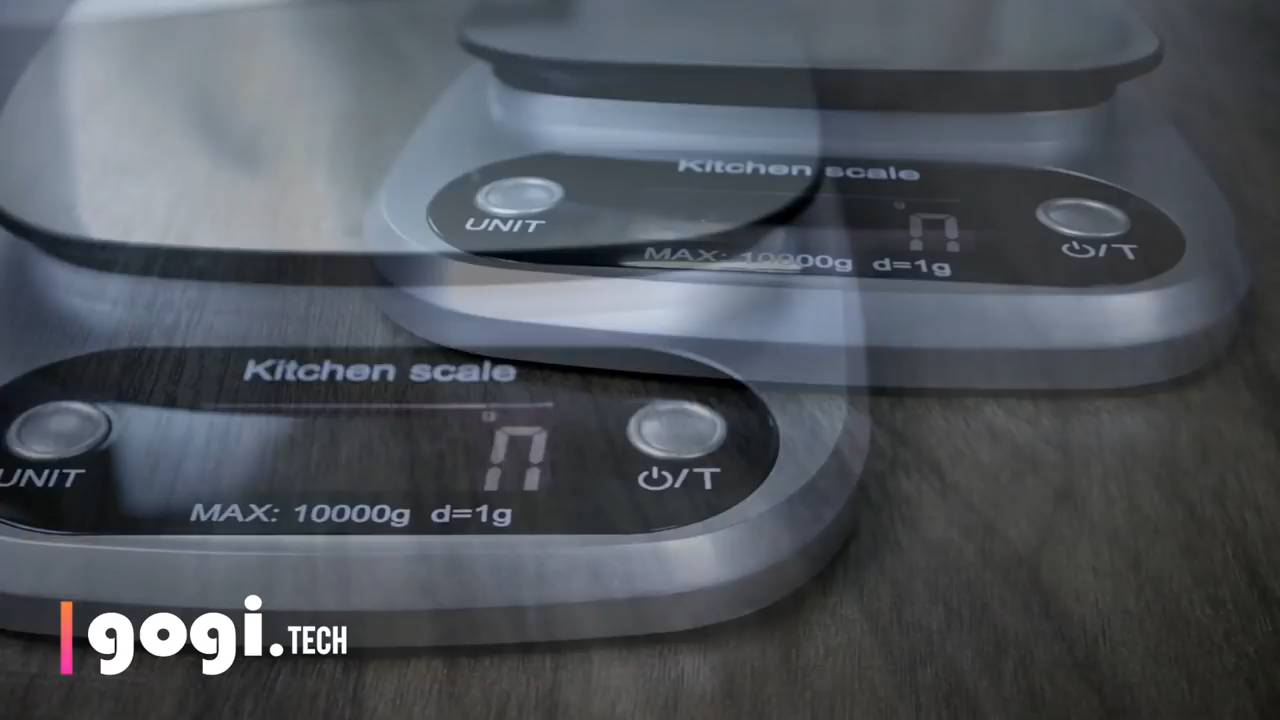 Kitchen scale
UNIT
g
MAX: 10000g d=1g
⏻/T
Kitchen scale
g
UNIT
⏻/T
MAX: 10000g d=1g
gogi.TECH